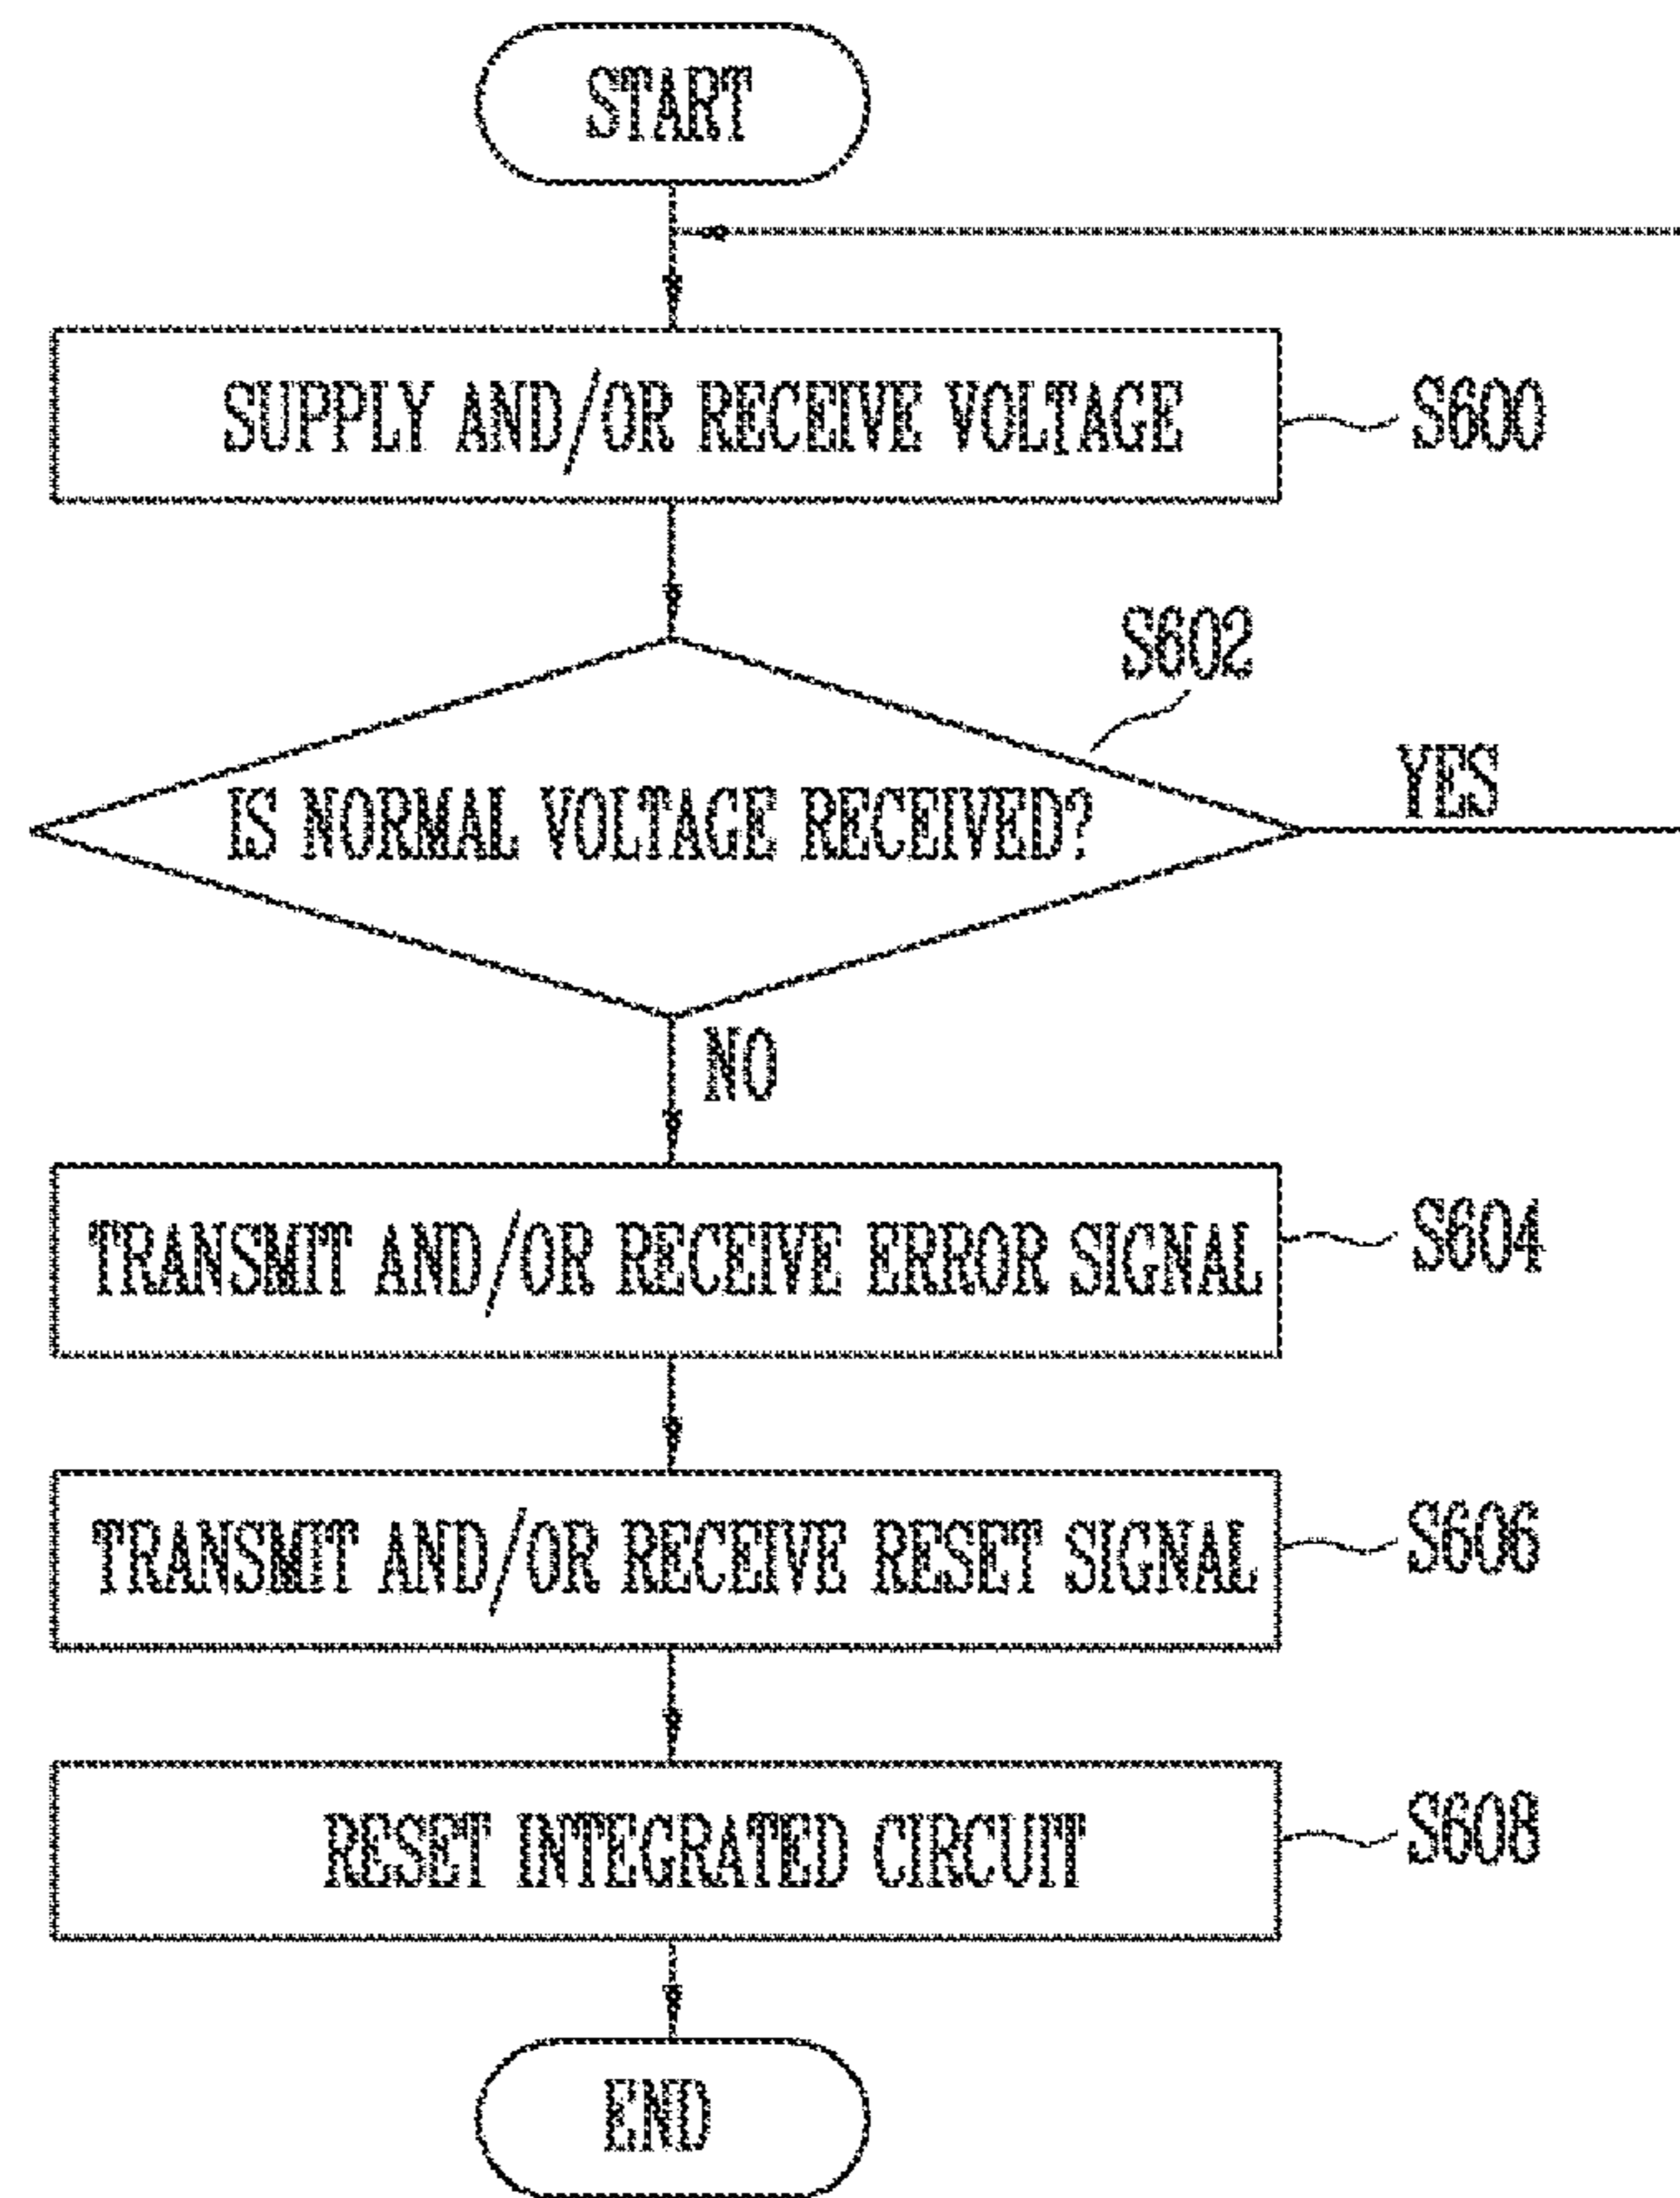 START
SUPPLY AND/OR RECEIVE VOLTAGE
S600
S602
IS NORMAL VOLTAGE RECEIVED?
YES
NO
TRANSMIT AND/OR RECEIVE ERROR SIGNAL
S604
TRANSMIT AND/OR RECEIVE RESET SIGNAL
S606
RESET INTEGRATED CIRCUIT
S608
END